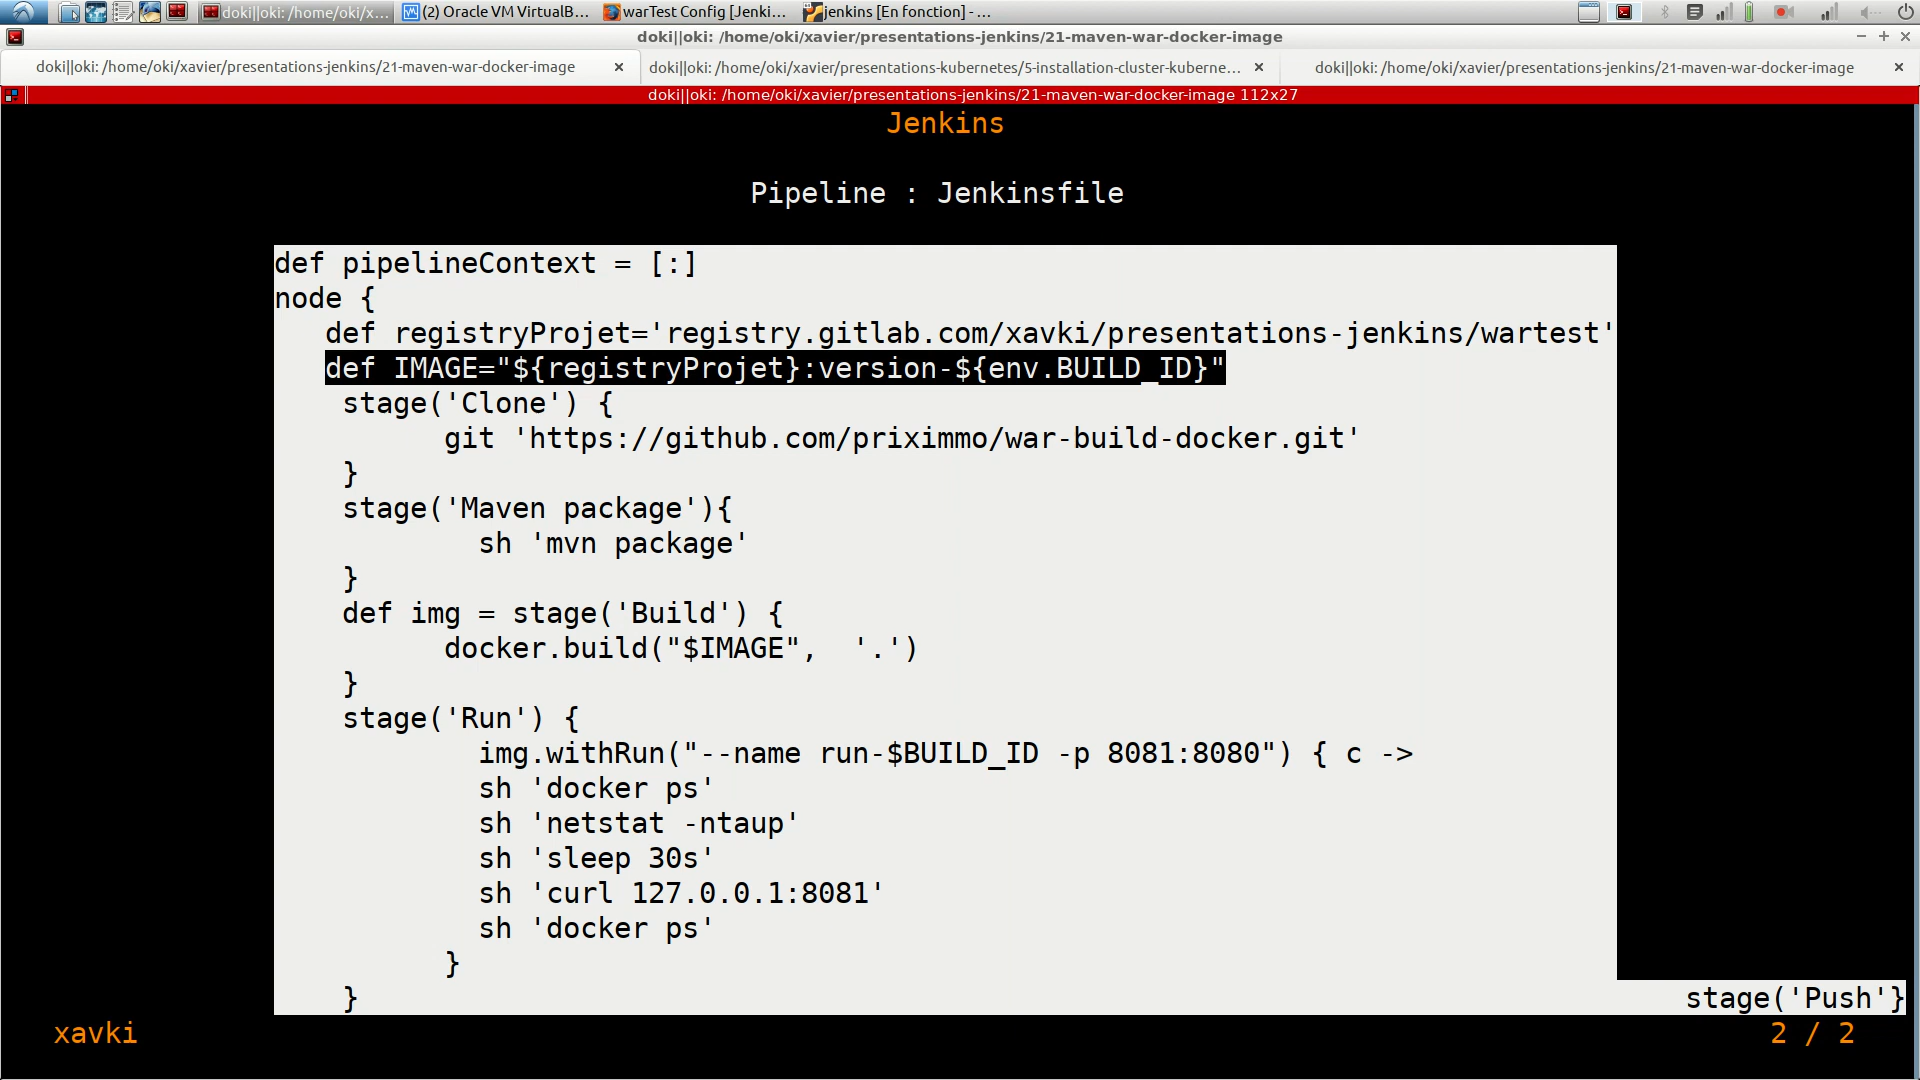 doki||oki: /home/oki/x... (2) Oracle VM VirtualB... warTest Config [Jenki... jenkins [En fonction] - ...
doki||oki: /home/oki/xavier/presentations-jenkins/21-maven-war-docker-image
doki||oki: /home/oki/xavier/presentations-jenkins/21-maven-war-docker-image doki||oki: /home/oki/xavier/presentations-kubernetes/5-installation-cluster-kuberne... doki||oki: /home/oki/xavier/presentations-jenkins/21-maven-war-docker-image
doki||oki: /home/oki/xavier/presentations-jenkins/21-maven-war-docker-image 112x27
Jenkins
Pipeline : Jenkinsfile
def pipelineContext = [:]
node {
def registryProjet='registry.gitlab.com/xavki/presentations-jenkins/wartest'
def IMAGE="${registryProjet}:version-${env.BUILD_ID}"
stage('Clone') {
git 'https://github.com/priximmo/war-build-docker.git'
}
stage('Maven package'){
sh 'mvn package'
}
def img = stage('Build') {
docker.build("$IMAGE",  '.')
}
stage('Run') {
img.withRun("--name run-$BUILD_ID -p 8081:8080") { c ->
sh 'docker ps'
sh 'netstat -ntaup'
sh 'sleep 30s'
sh 'curl 127.0.0.1:8081'
sh 'docker ps'
}
} stage('Push'}
xavki 2 / 2